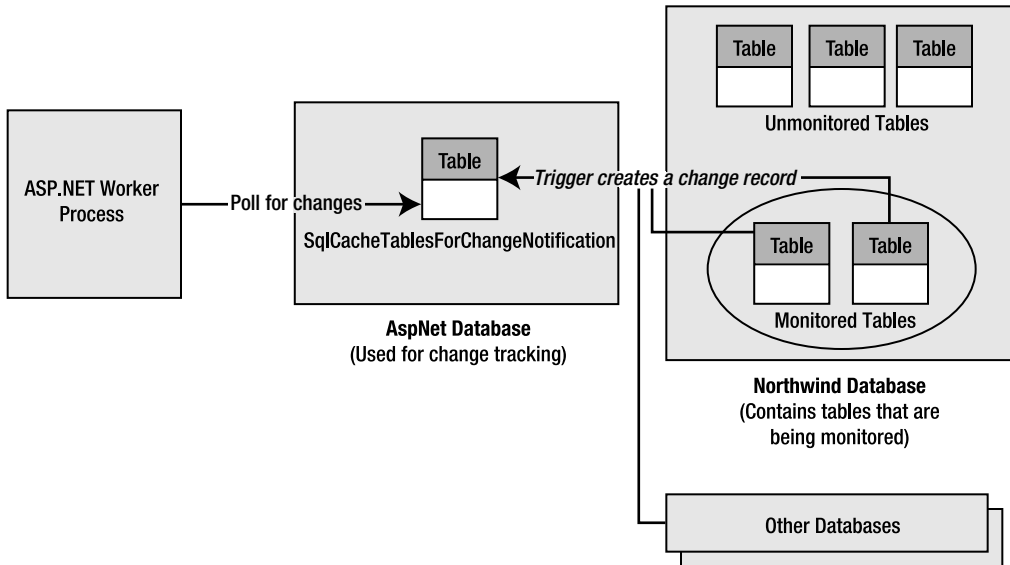 Table
Table
Table
Unmonitored Tables
ASP.NET Worker
Process
Poll for changes
Table
SqlCacheTablesForChangeNotification
Trigger creates a change record
Table
Table
Monitored Tables
AspNet Database
(Used for change tracking)
Northwind Database
(Contains tables that are
being monitored)
Other Databases